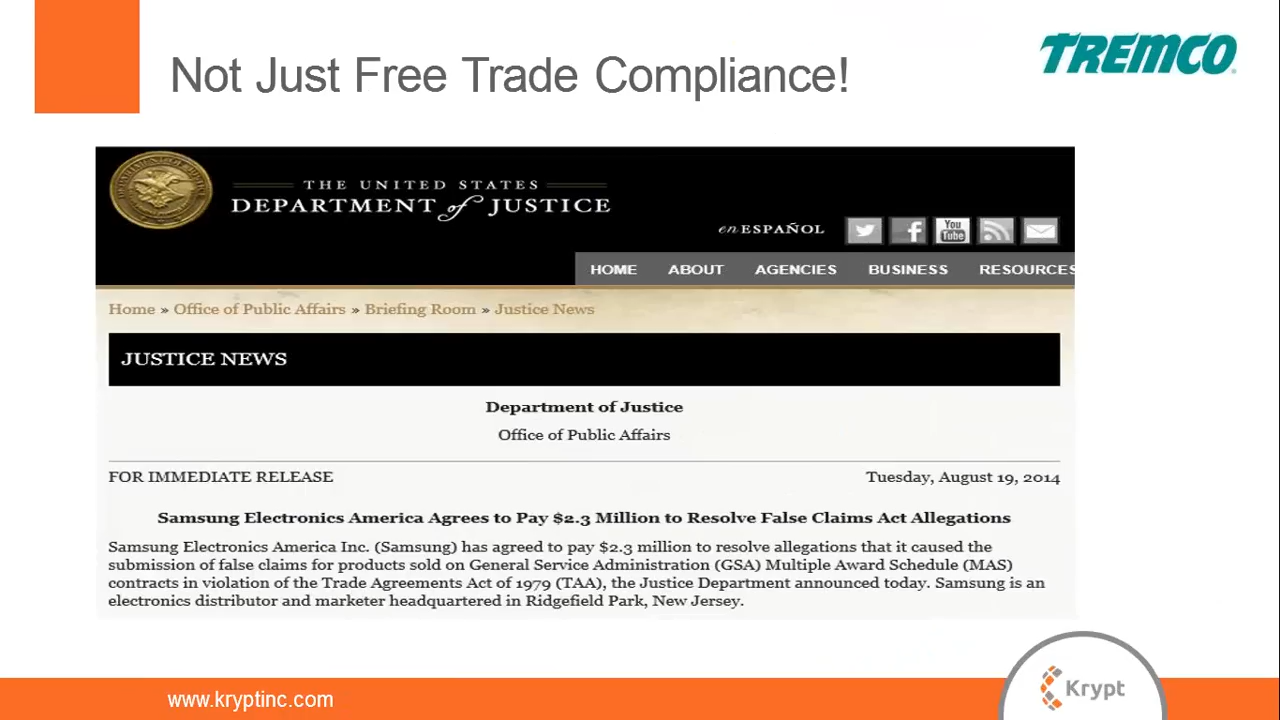 Not Just Free Trade Compliance!
TREMCO
THE UNITED STATES
DEPARTMENT of JUSTICE
en ESPAÑOL
You
Tube
HOME ABOUT AGENCIES BUSINESS RESOURCES
Home » Office of Public Affairs » Briefing Room » Justice News
JUSTICE NEWS
Department of Justice
Office of Public Affairs
FOR IMMEDIATE RELEASE Tuesday, August 19, 2014
Samsung Electronics America Agrees to Pay $2.3 Million to Resolve False Claims Act Allegations
Samsung Electronics America Inc. (Samsung) has agreed to pay $2.3 million to resolve allegations that it caused the
submission of false claims for products sold on General Service Administration (GSA) Multiple Award Schedule (MAS)
contracts in violation of the Trade Agreements Act of 1979 (TAA), the Justice Department announced today. Samsung is an
electronics distributor and marketer headquartered in Ridgefield Park, New Jersey.
www.kryptinc.com
Krypt